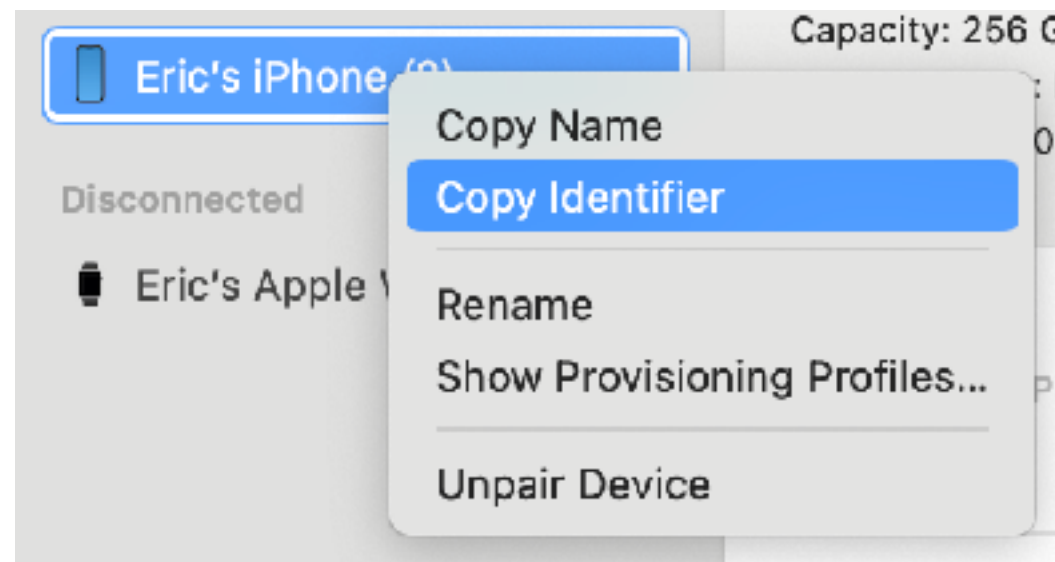 Capacity: 256 G
Eric's iPhone
Copy Name
Copy Identifier
Disconnected
Eric's Apple
Rename
Show Provisioning Profiles...
Unpair Device